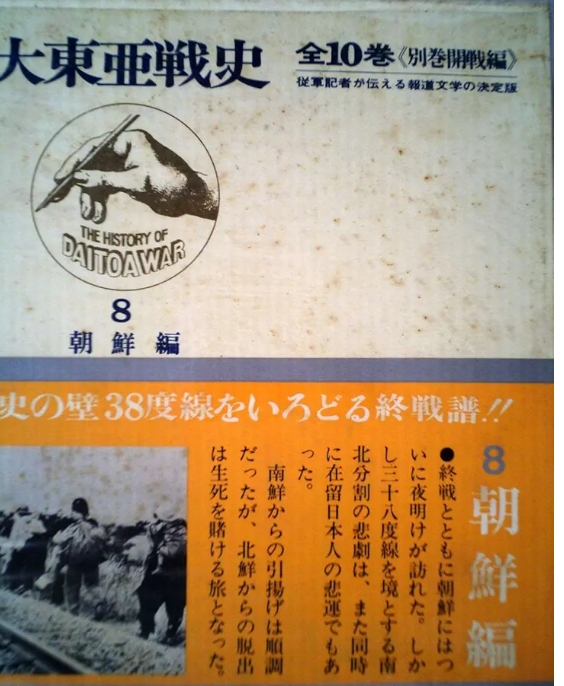 大東亜戦史
全10巻《別巻開戦編》
従軍記者が伝える報道文学の決定版
THE HISTORY OF
DAITOA WAR
8
朝鮮編
史の壁38度線をいろどる終戦譜!!
8 朝鮮編
●終戦とともに朝鮮にはつ
いに夜明けが訪れた。しか
し三十八度線を境とする南
北分割の悲劇は、また同時
に在留日本人の悲運でもあ
った。
南鮮からの引揚げは順調
だったが、北鮮からの脱出
は生死を賭ける旅となった。